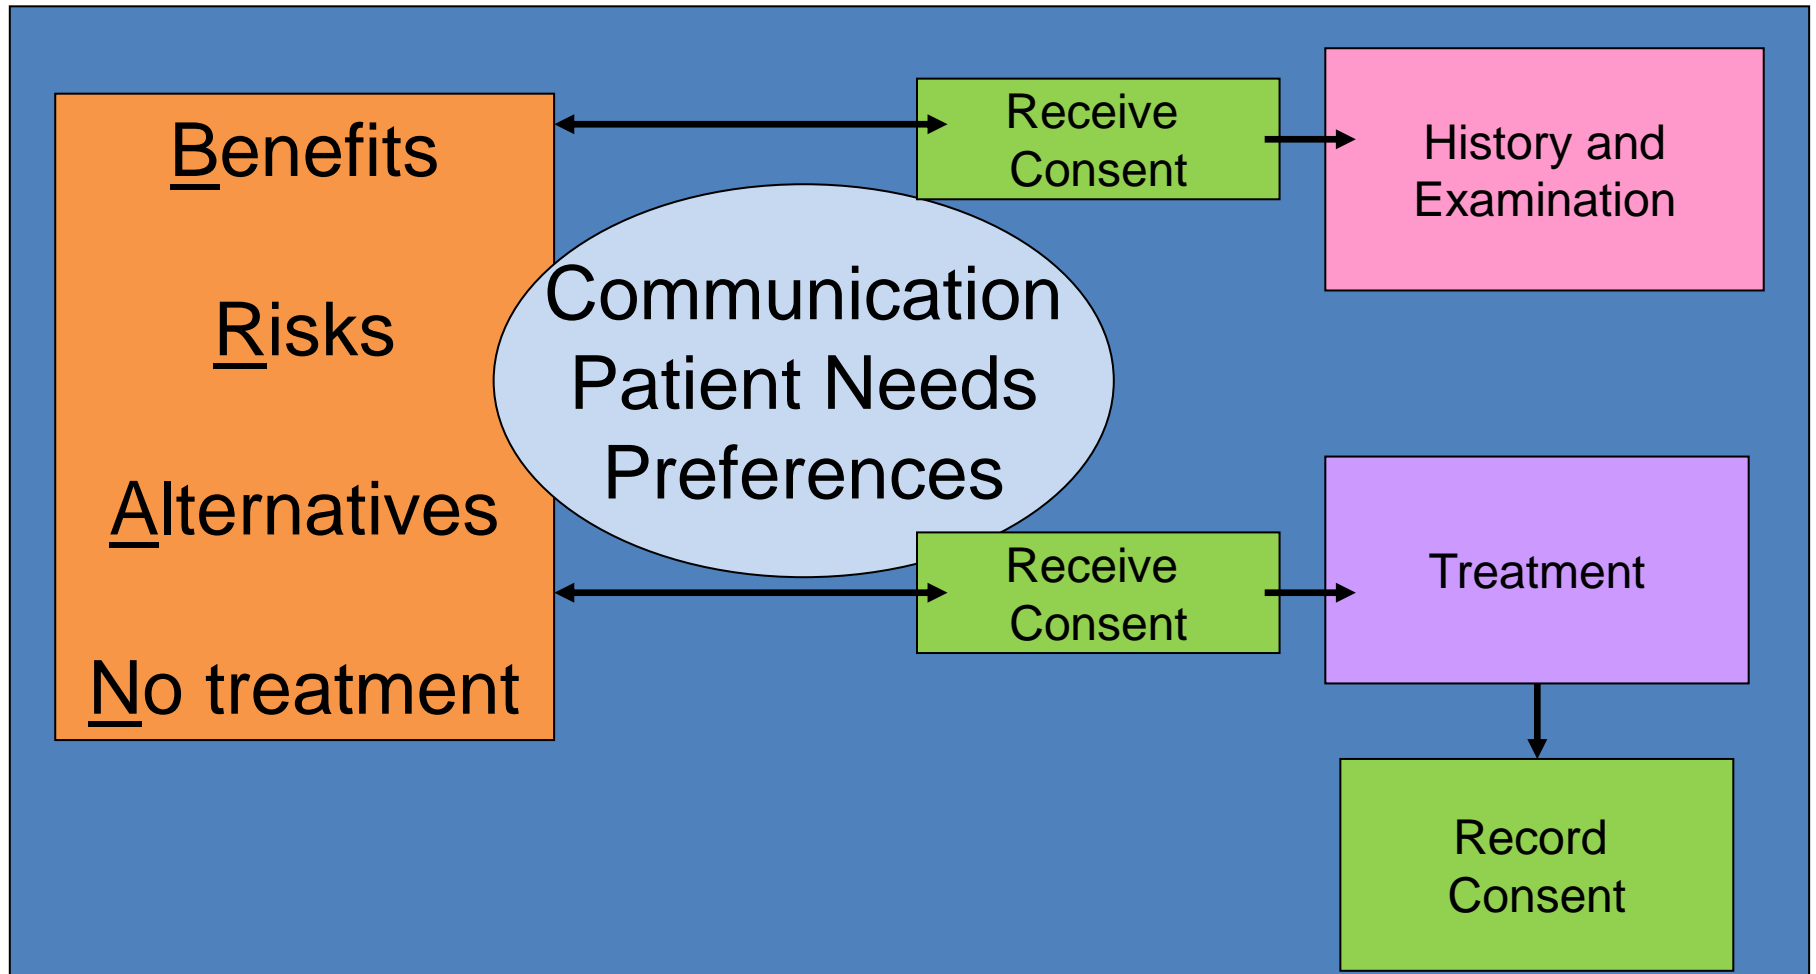 Benefits
Risks
Alternatives
No treatment
Communication
Patient Needs
Preferences
Receive
Consent
History and
Examination
Receive
Consent
Treatment
Record
Consent